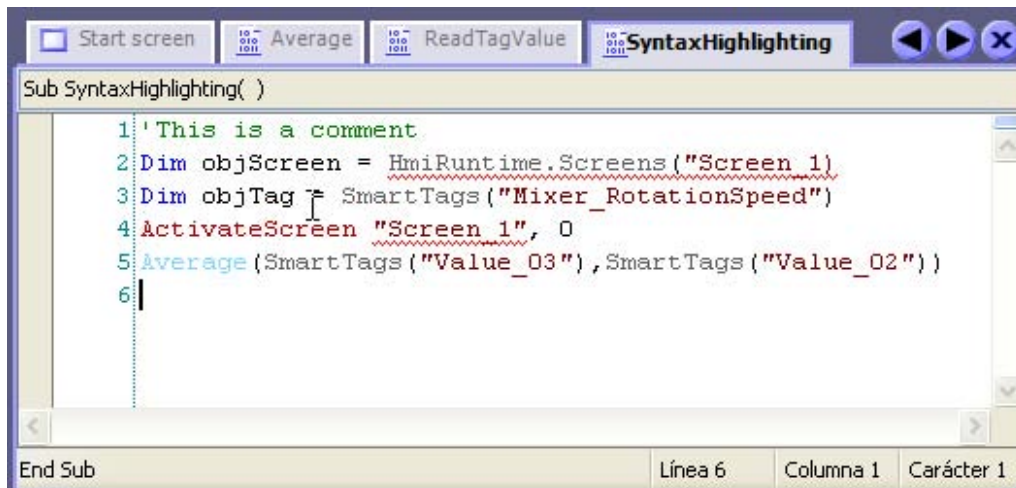 Start screen
Average
ReadTagValue
SyntaxHighlighting
Sub SyntaxHighlighting( )
1 'This is a comment
2 Dim objScreen = HmiRuntime.Screens("Screen_1)
3 Dim objTag = SmartTags("Mixer_RotationSpeed")
4 ActivateScreen "Screen_1", 0
5 Average(SmartTags("Value_03"),SmartTags("Value_02"))
6
End Sub
Línea 6
Columna 1
Carácter 1